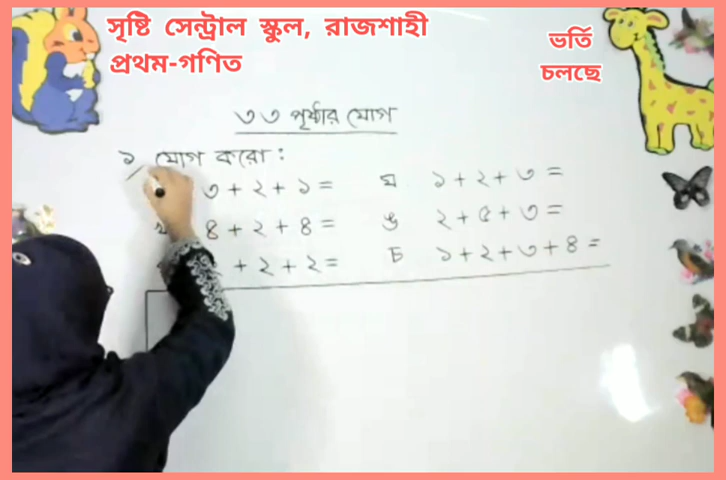 সৃষ্টি সেন্ট্রাল স্কুল, রাজশাহী
প্রথম-গণিত
ভর্তি
চলছে
৩৩ পৃষ্ঠার যোগ
১ যোগ করো :
৩ + ২ + ১ = ঘ ১ + ২ + ৩ =
খ ৪ + ২ + ৪ = ঙ ২ + ৫ + ৩ =
+ ২ + ২ = চ ১ + ২ + ৩ + ৪ =